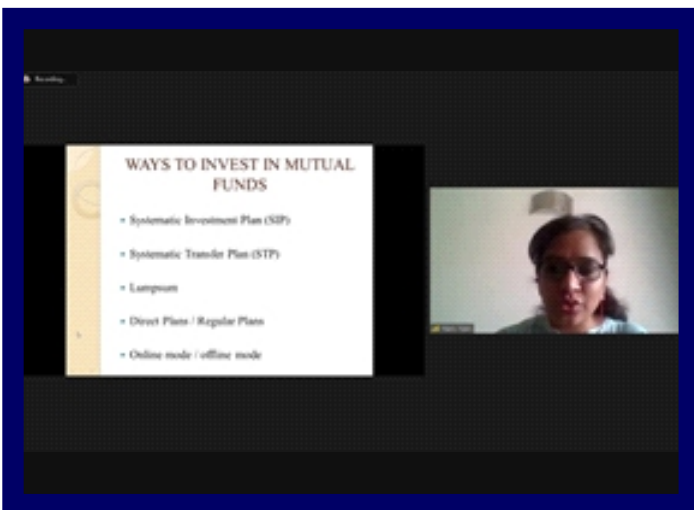 Recording...
WAYS TO INVEST IN MUTUAL
FUNDS
Systematic Investment Plan (SIP)
Systematic Transfer Plan (STP)
Lumpsum
Direct Plans / Regular Plans
Online mode / offline mode